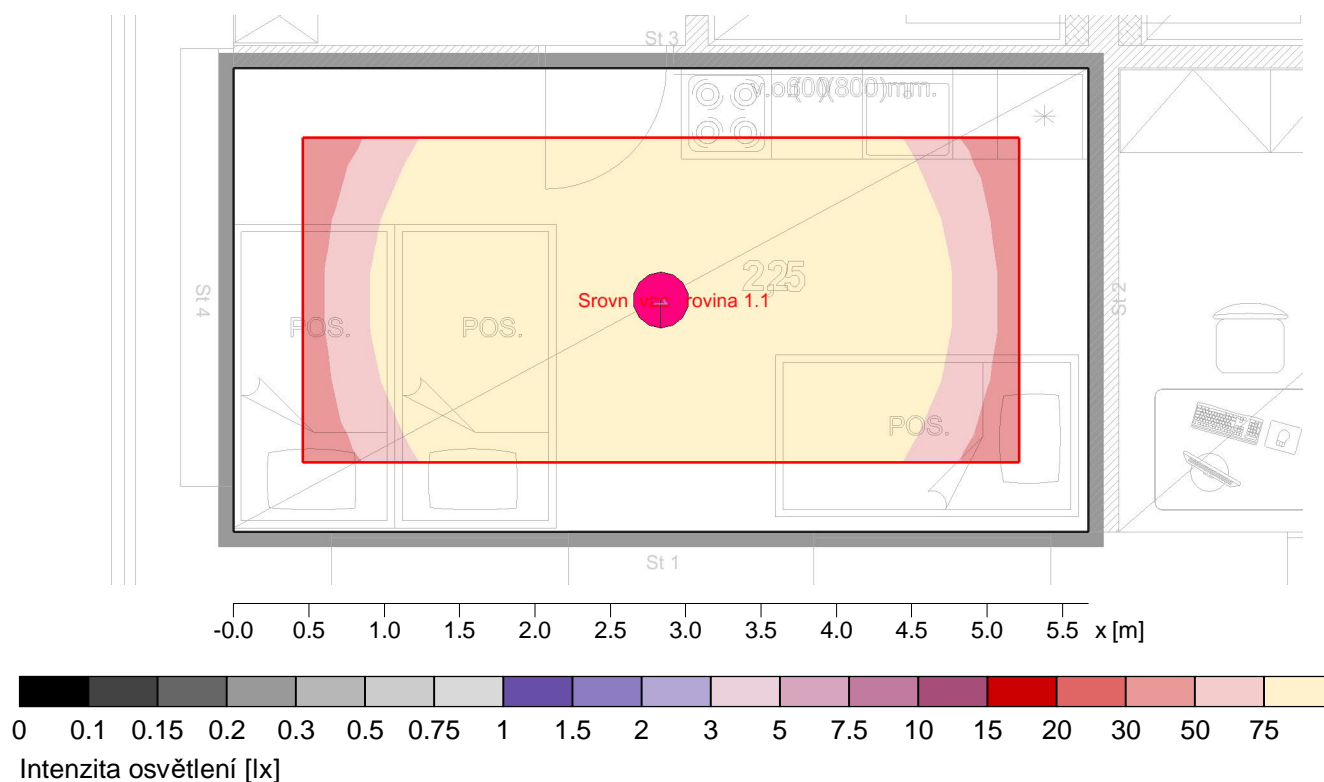 St 3
v.o.
mm.
2,25
Srovn rovina 1.1
St 4
St 2
POS.
POS.
POS.
St 1
-0.0 0.5 1.0 1.5 2.0 2.5 3.0 3.5 4.0 4.5 5.0 5.5 x [m]
0 0.1 0.15 0.2 0.3 0.5 0.75 1 1.5 2 3 5 7.5 10 15 20 30 50 75
Intenzita osvětlení [lx]